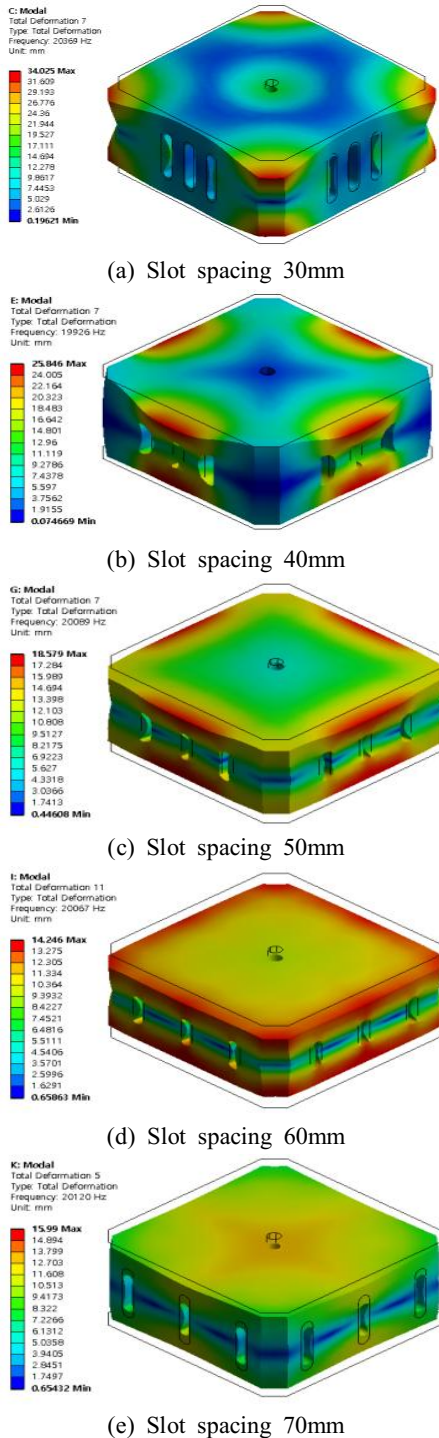 C: Modal
Total Deformation 7
Type: Total Deformation
Frequency: 20369 Hz
Unit: mm
34.025 Max
31.609
29.193
26.776
24.36
21.944
19.527
17.111
14.694
12.278
9.8617
7.4453
5.029
2.6126
0.19621 Min
(a) Slot spacing 30mm
E: Modal
Total Deformation 7
Type: Total Deformation
Frequency: 19926 Hz
Unit: mm
25.846 Max
24.005
22.164
20.323
18.483
16.642
14.801
12.96
11.119
9.2786
7.4378
5.597
3.7562
1.9155
0.074669 Min
(b) Slot spacing 40mm
G: Modal
Total Deformation 7
Type: Total Deformation
Frequency: 20089 Hz
Unit: mm
18.579 Max
17.284
15.989
14.694
13.398
12.103
10.808
9.5127
8.2175
6.9223
5.627
4.3318
3.0366
1.7413
0.44608 Min
(c) Slot spacing 50mm
I: Modal
Total Deformation 11
Type: Total Deformation
Frequency: 20067 Hz
Unit: mm
14.246 Max
13.275
12.305
11.334
10.364
9.3932
8.4227
7.4521
6.4816
5.5111
4.5406
3.5701
2.5996
1.6291
0.65863 Min
(d) Slot spacing 60mm
K: Modal
Total Deformation 5
Type: Total Deformation
Frequency: 20120 Hz
Unit: mm
15.99 Max
14.894
13.799
12.703
11.608
10.513
9.4173
8.322
7.2266
6.1312
5.0358
3.9405
2.8451
1.7497
0.65432 Min
(e) Slot spacing 70mm